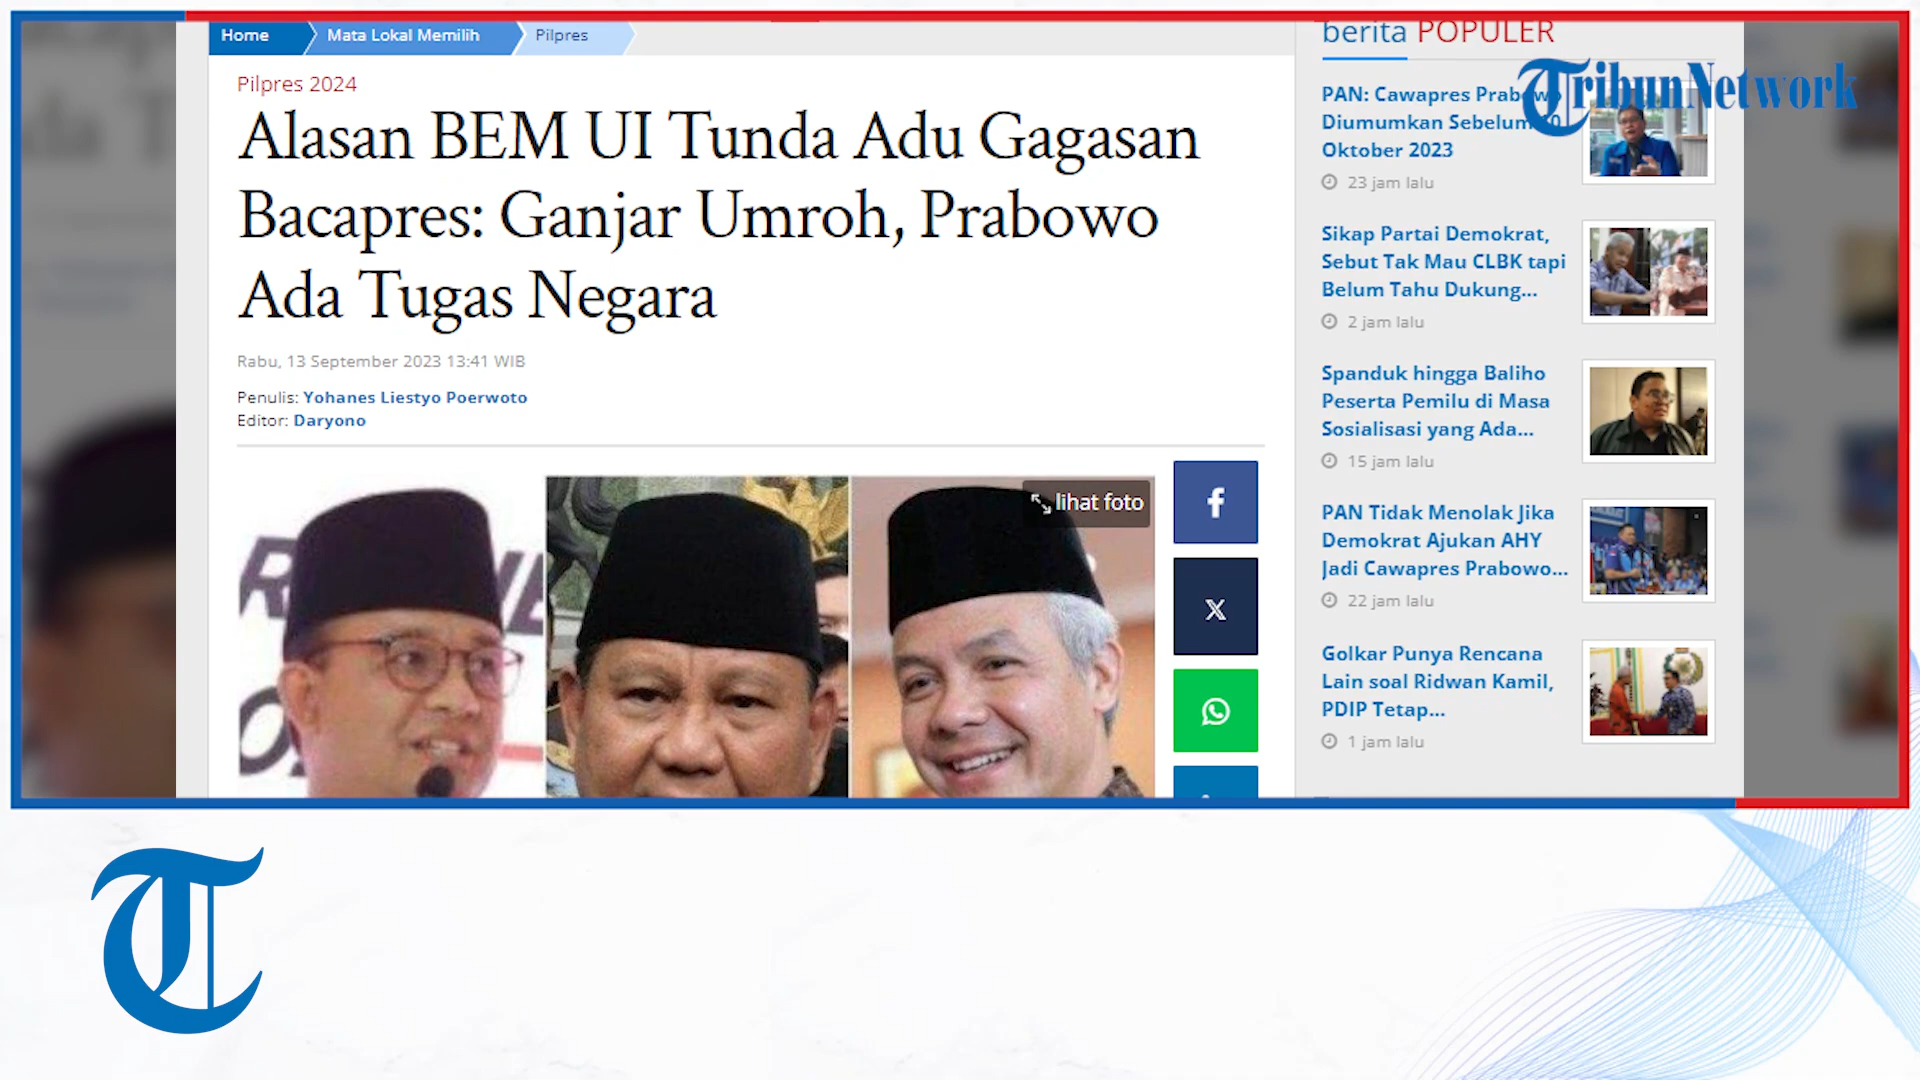 Home
Mata Lokal Memilih
Pilpres
Pilpres 2024
Alasan BEM UI Tunda Adu Gagasan
Bacapres: Ganjar Umroh, Prabowo
Ada Tugas Negara
Rabu, 13 September 2023 13:41 WIB
Penulis: Yohanes Liestyo Poerwoto
Editor: Daryono
lihat foto
berita POPULER
TribunNetwork
PAN: Cawapres Prabowo
Diumumkan Sebelum 10
Oktober 2023
23 jam lalu
Sikap Partai Demokrat,
Sebut Tak Mau CLBK tapi
Belum Tahu Dukung...
2 jam lalu
Spanduk hingga Baliho
Peserta Pemilu di Masa
Sosialisasi yang Ada...
15 jam lalu
PAN Tidak Menolak Jika
Demokrat Ajukan AHY
Jadi Cawapres Prabowo...
22 jam lalu
Golkar Punya Rencana
Lain soal Ridwan Kamil,
PDIP Tetap...
1 jam lalu